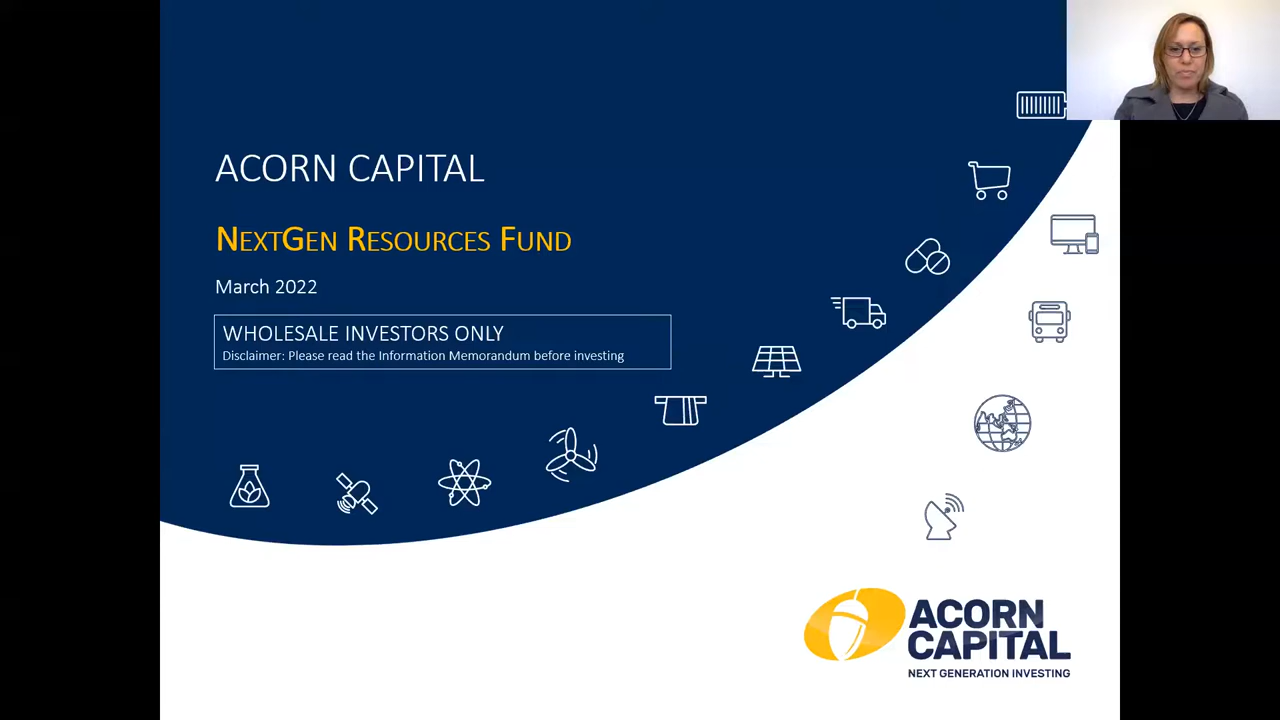 ACORN CAPITAL
NEXTGEN RESOURCES FUND
March 2022
WHOLESALE INVESTORS ONLY
Disclaimer: Please read the Information Memorandum before investing
ACORN
CAPITAL
NEXT GENERATION INVESTING